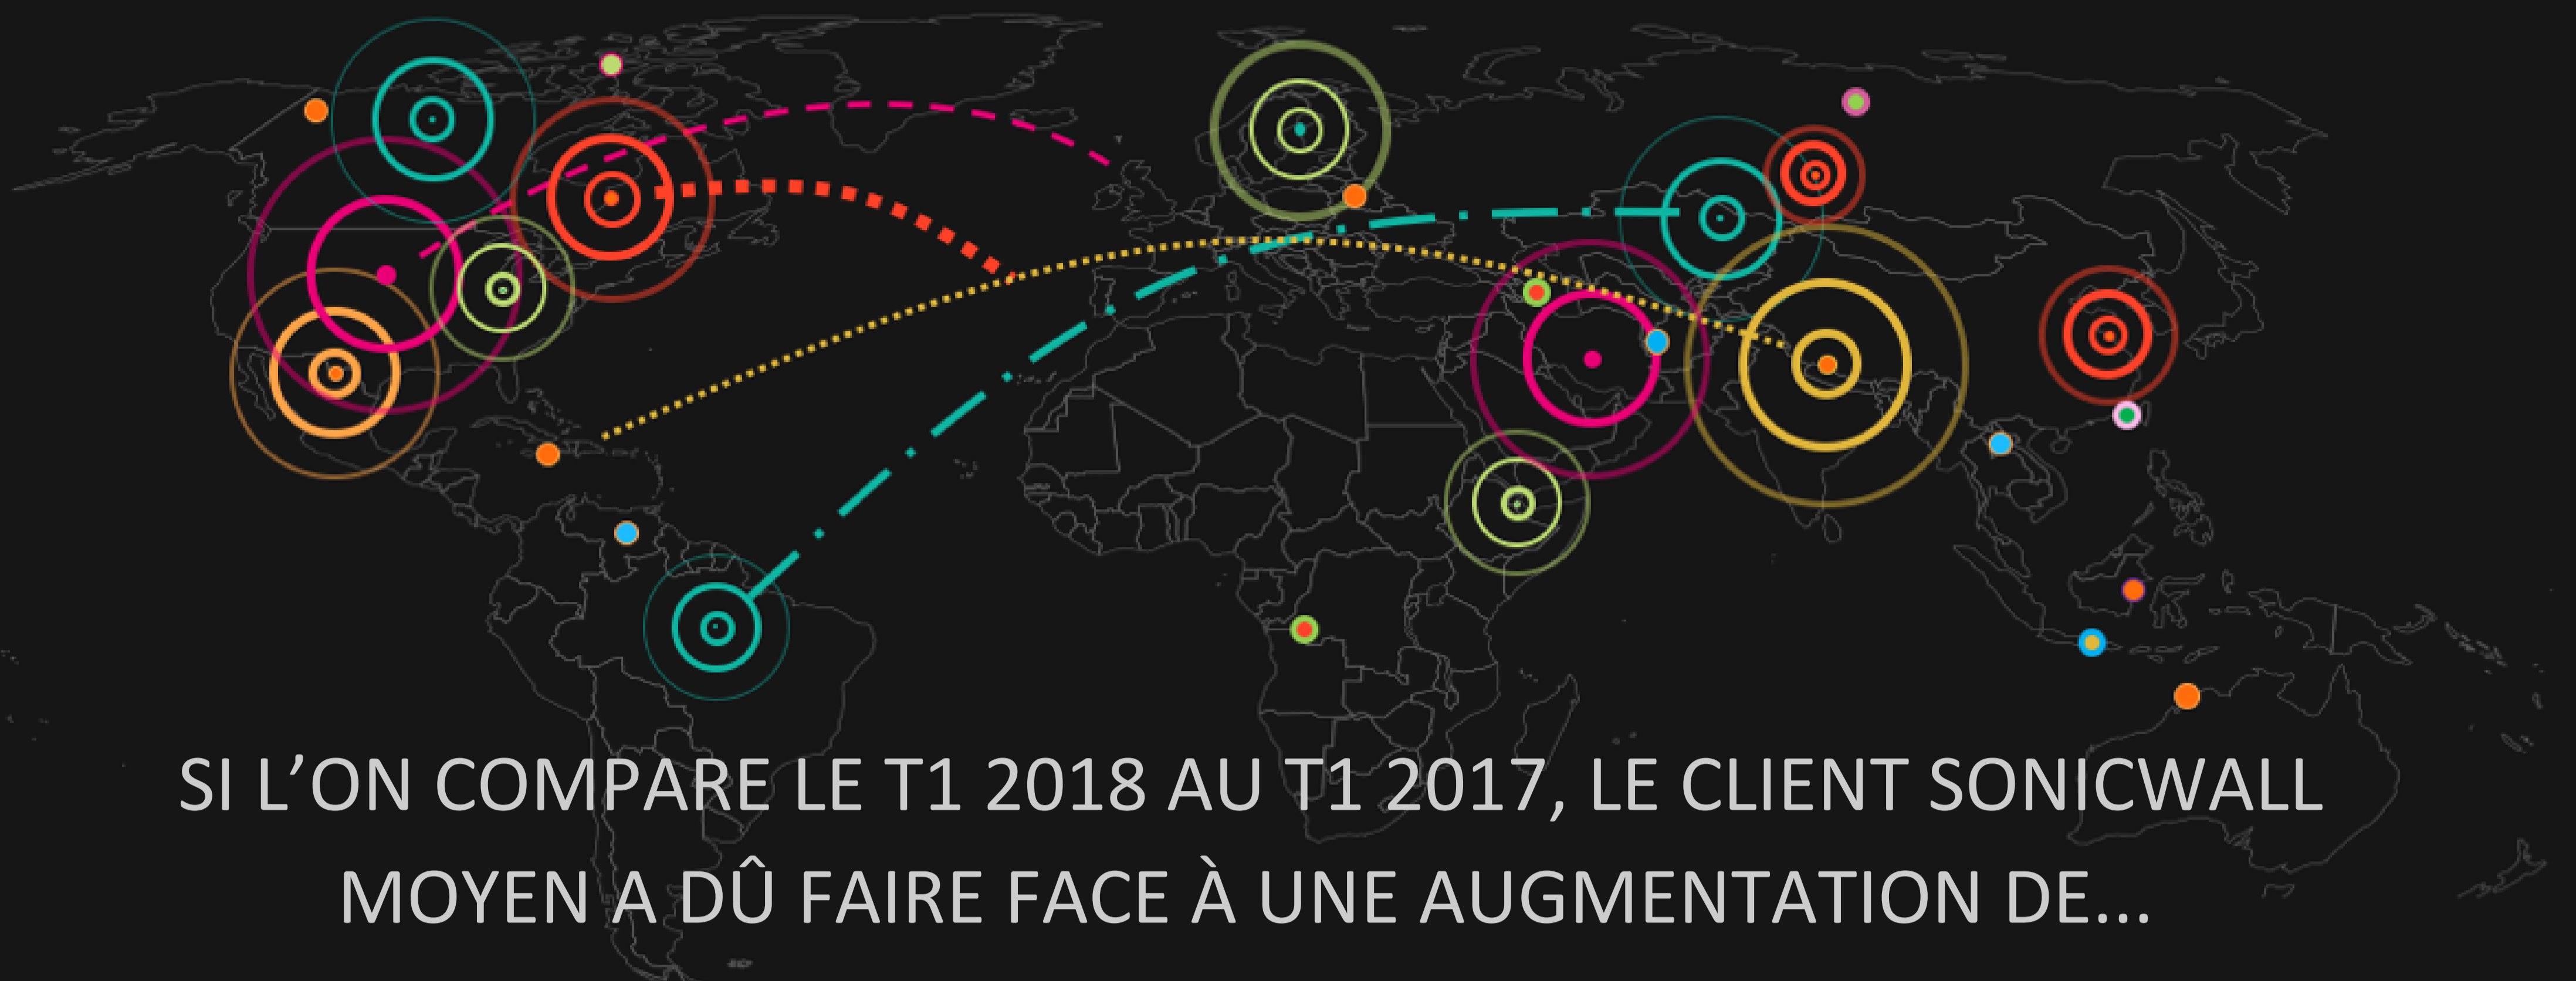 SI L’ON COMPARE LE T1 2018 AU T1 2017, LE CLIENT SONICWALL
MOYEN A DÛ FAIRE FACE À UNE AUGMENTATION DE...